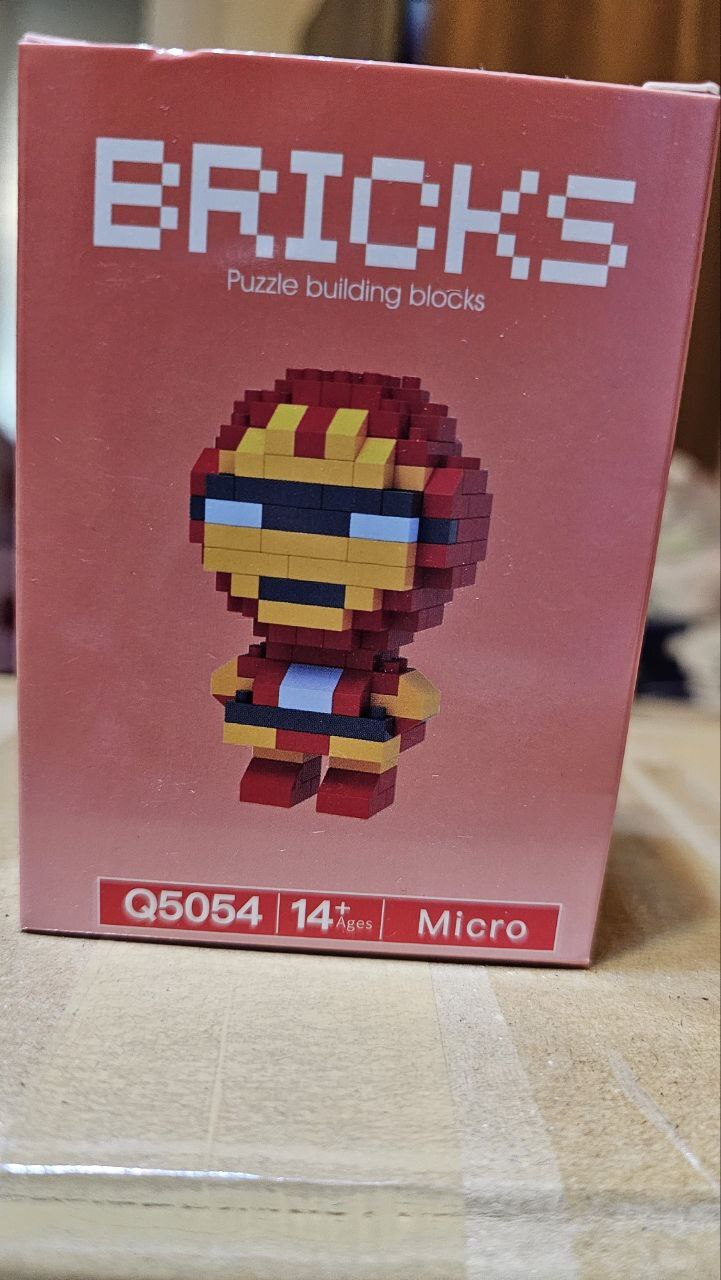 BRICKS
Puzzle building blocks
Q5054 14+ Ages Micro